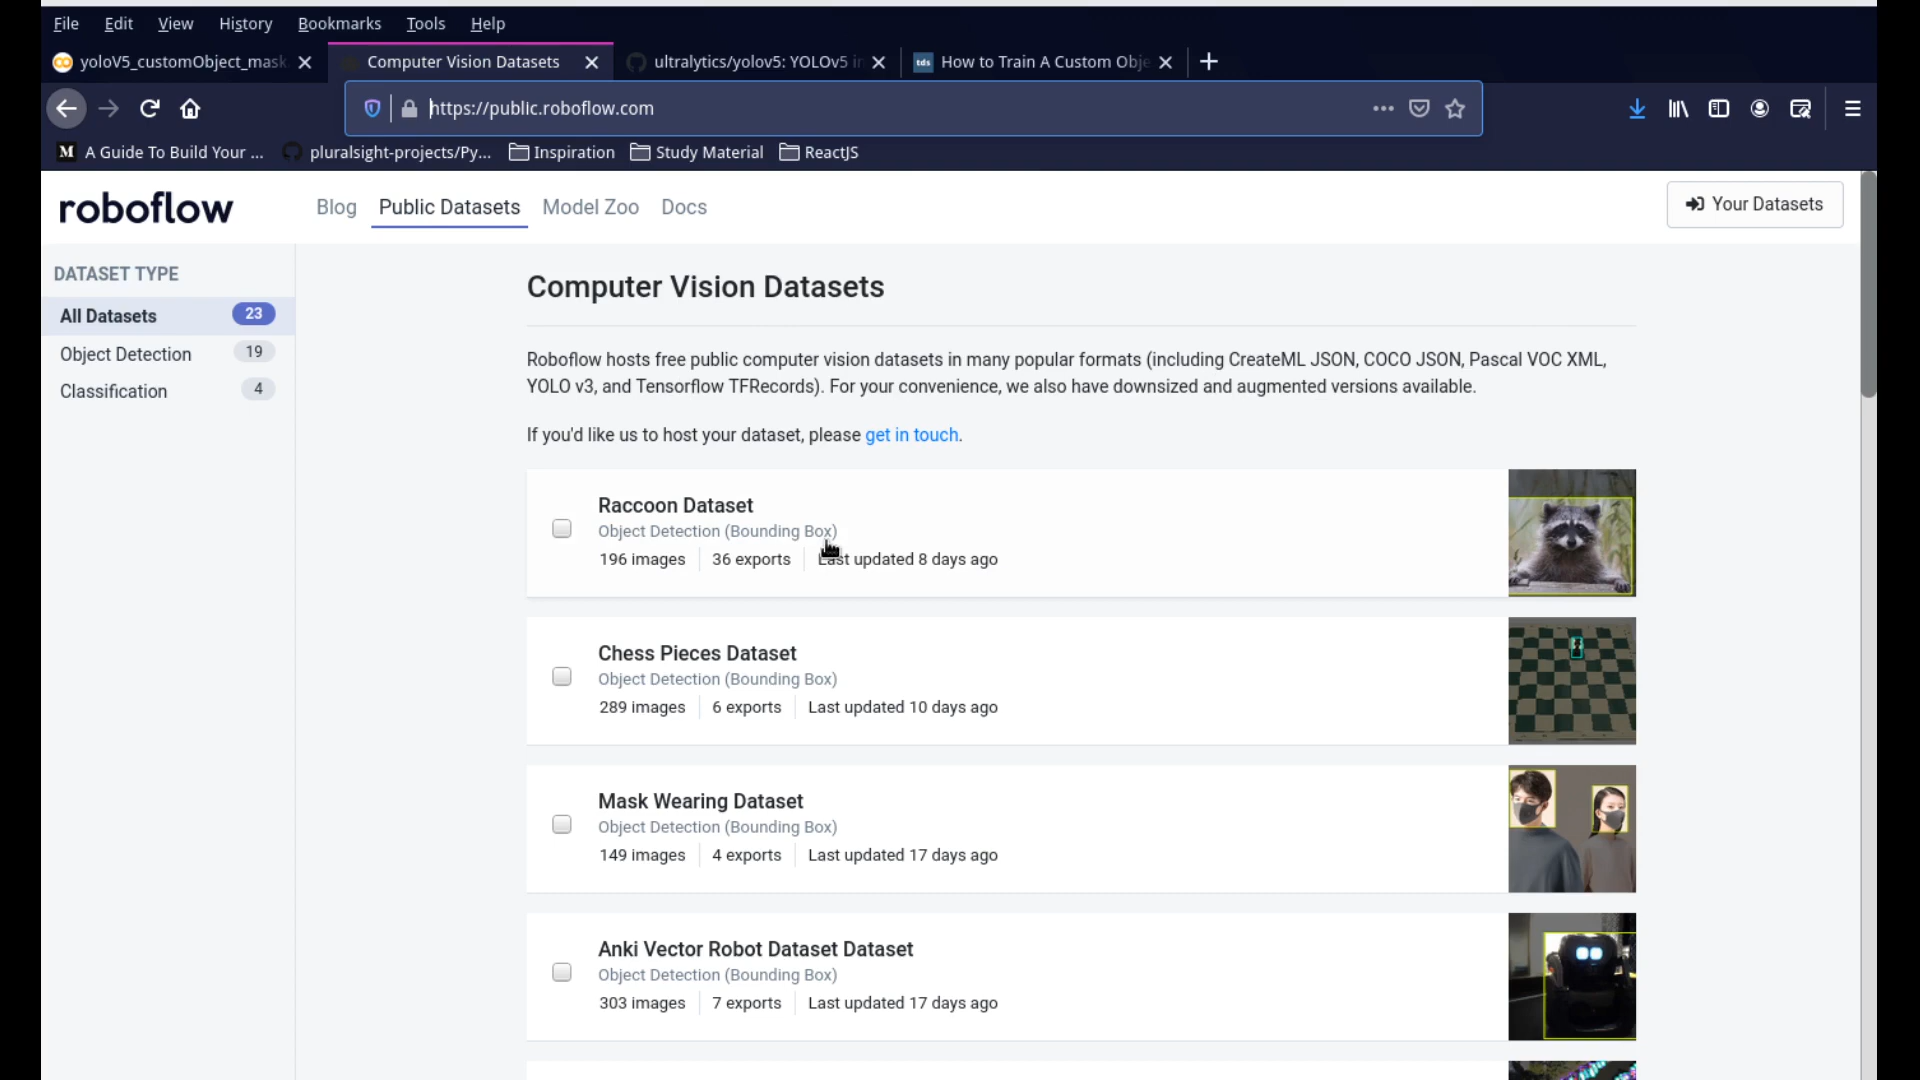 File Edit View History Bookmarks Tools Help
yoloV5_customObject_mask
Computer Vision Datasets
ultralytics/yolov5: YOLOv5 in
tds How to Train A Custom Obje
https://public.roboflow.com
M A Guide To Build Your ...
pluralsight-projects/Py...
Inspiration
Study Material
ReactJS
roboflow
Blog
Public Datasets
Model Zoo
Docs
Your Datasets
DATASET TYPE
All Datasets 23
Object Detection 19
Classification 4
Computer Vision Datasets
Roboflow hosts free public computer vision datasets in many popular formats (including CreateML JSON, COCO JSON, Pascal VOC XML,
YOLO v3, and Tensorflow TFRecords). For your convenience, we also have downsized and augmented versions available.
If you'd like us to host your dataset, please get in touch.
Raccoon Dataset
Object Detection (Bounding Box)
196 images 36 exports Last updated 8 days ago
Chess Pieces Dataset
Object Detection (Bounding Box)
289 images 6 exports Last updated 10 days ago
Mask Wearing Dataset
Object Detection (Bounding Box)
149 images 4 exports Last updated 17 days ago
Anki Vector Robot Dataset Dataset
Object Detection (Bounding Box)
303 images 7 exports Last updated 17 days ago